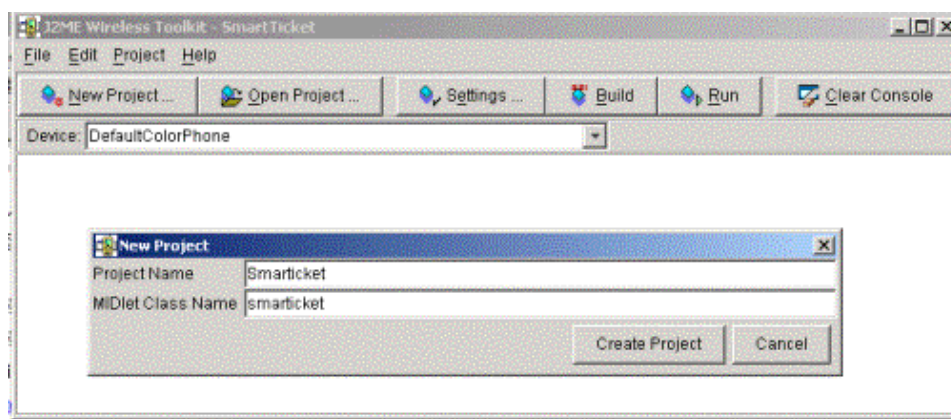 J2ME Wireless Toolkit - SmartTicket
File Edit Project Help
New Project ... Open Project ... Settings ... Build Run Clear Console
Device: DefaultColorPhone
New Project
Project Name Smarticket
MIDlet Class Name smarticket
Create Project Cancel